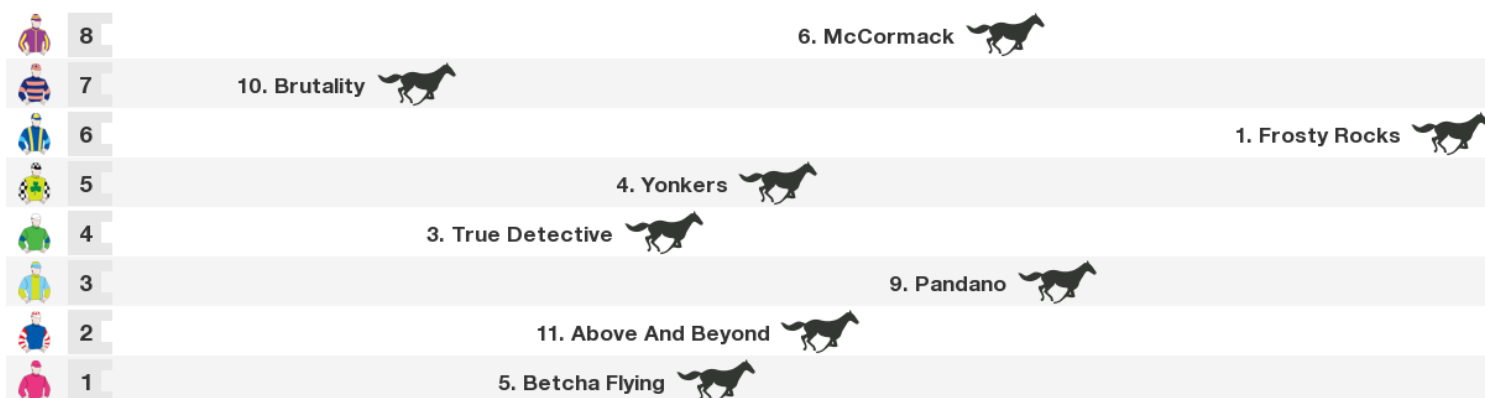 8 6. McCormack
7 10. Brutality
6 1. Frosty Rocks
5 4. Yonkers
4 3. True Detective
3 9. Pandano
2 11. Above And Beyond
1 5. Betcha Flying